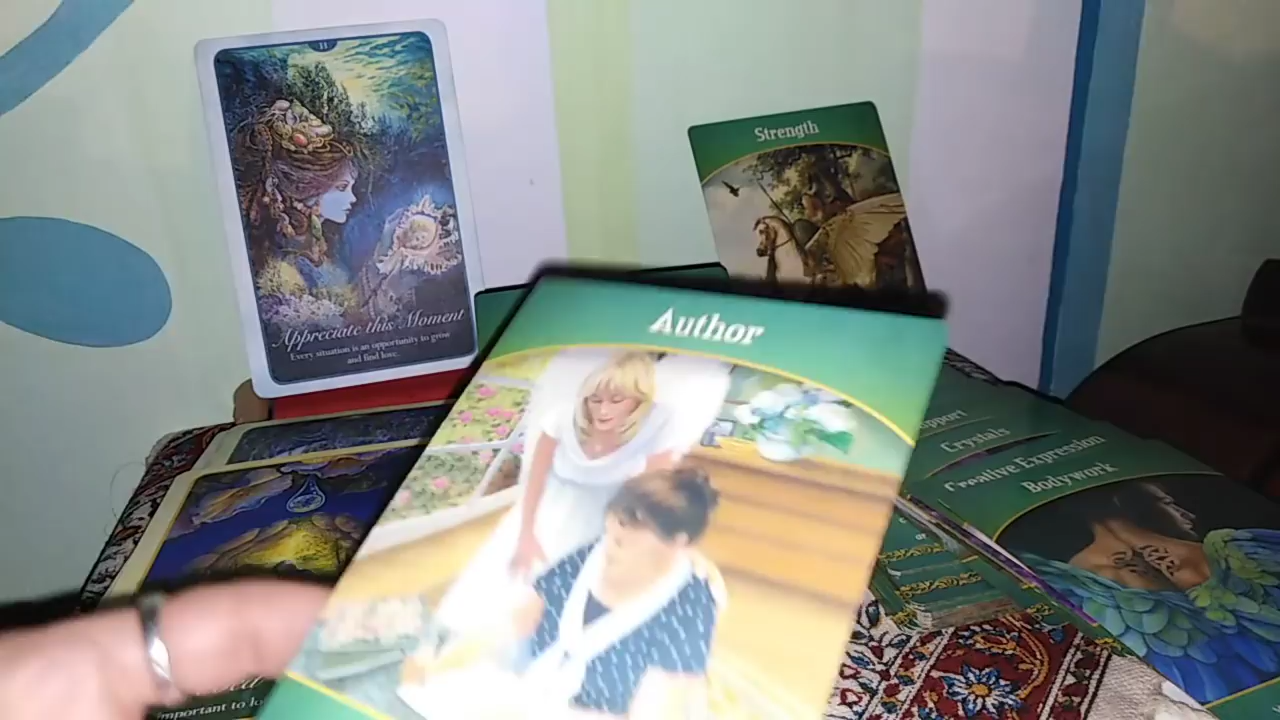 11
Appreciate this Moment
Every situation is an opportunity to grow
and find love.
Strength
Author
Crystals
Creative Expression
Bodywork
important to